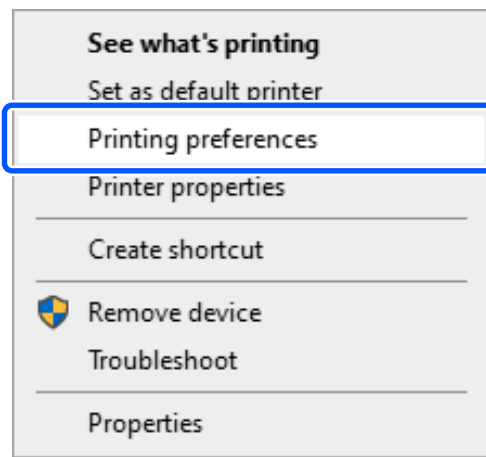 See what's printing
Set as default printer
Printing preferences
Printer properties
Create shortcut
Remove device
Troubleshoot
Properties